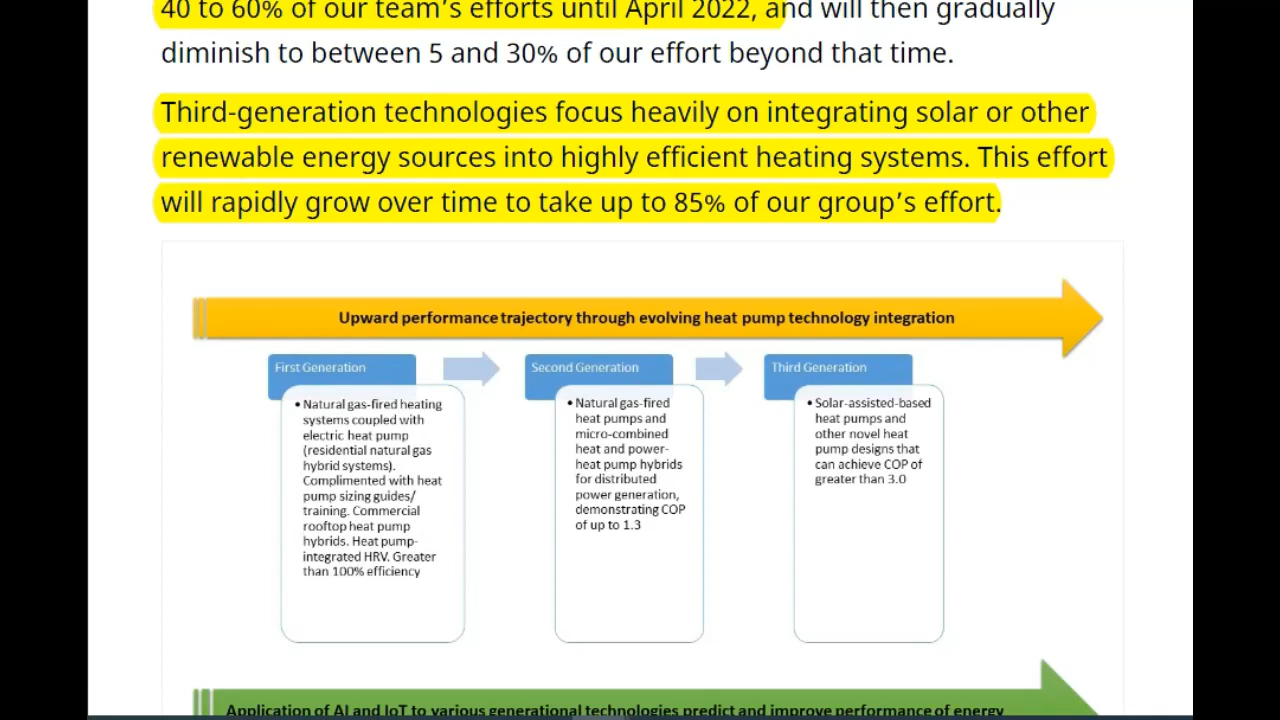 40 to 60% of our team's efforts until April 2022, and will then gradually
diminish to between 5 and 30% of our effort beyond that time.
Third-generation technologies focus heavily on integrating solar or other
renewable energy sources into highly efficient heating systems. This effort
will rapidly grow over time to take up to 85% of our group's effort.
Upward performance trajectory through evolving heat pump technology integration
First Generation
• Natural gas-fired heating
systems coupled with
electric heat pump
(residential natural gas
hybrid systems).
Complimented with heat
pump sizing guides/
training. Commercial
rooftop heat pump
hybrids. Heat pump-
integrated HRV. Greater
than 100% efficiency
Second Generation
• Natural gas-fired
heat pumps and
micro-combined
heat and power-
heat pump hybrids
for distributed
power generation,
demonstrating COP
of up to 1.3
Third Generation
• Solar-assisted-based
heat pumps and
other novel heat
pump designs that
can achieve COP of
greater than 3.0
Application of AI and IoT to various generational technologies predict and improve performance of energy